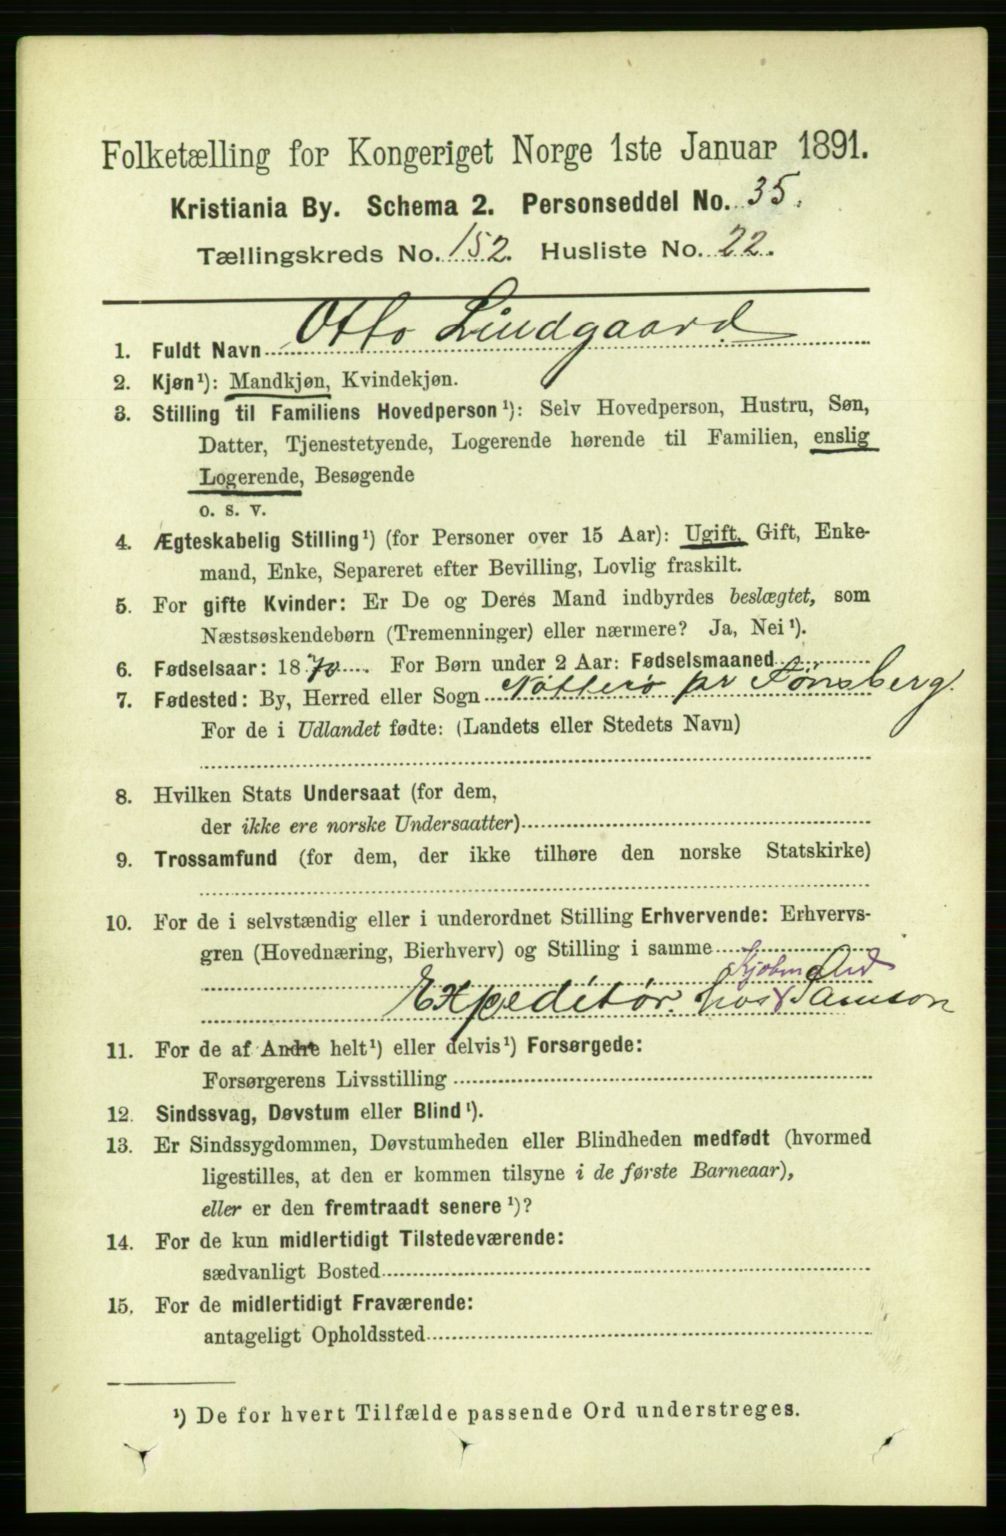 Folketælling for Kongeriget Norge 1ste Januar 1891.
Kristiania By. Schema 2. Personseddel No. 35.
Tællingskreds No. 152. Husliste No. 22.
1. Fuldt Navn Otto Lindgaard
2. Kjøn¹): Mandkjøn, Kvindekjøn.
3. Stilling til Familiens Hovedperson¹): Selv Hovedperson, Hustru, Søn,
Datter, Tjenestetyende, Logerende hørende til Familien, enslig
Logerende, Besøgende
o. s. v.
4. Ægteskabelig Stilling¹) (for Personer over 15 Aar): Ugift, Gift, Enke-
mand, Enke, Separeret efter Bevilling, Lovlig fraskilt.
5. For gifte Kvinder: Er De og Deres Mand indbyrdes beslægtet, som
Næstsøskendebørn (Tremenninger) eller nærmere? Ja, Nei¹).
6. Fødselsaar: 1870. For Børn under 2 Aar: Fødselsmaaned
7. Fødested: By, Herred eller Sogn Nötterö pr Tønsberg.
For de i Udlandet fødte: (Landets eller Stedets Navn)
8. Hvilken Stats Undersaat (for dem,
der ikke ere norske Undersaatter)
9. Trossamfund (for dem, der ikke tilhøre den norske Statskirke)
10. For de i selvstændig eller i underordnet Stilling Erhvervende: Erhvervs-
gren (Hovednæring, Bierhverv) og Stilling i samme
Kjøbm
Expeditør. hos Samson
11. For de af Andre helt¹) eller delvis¹) Forsørgede:
Forsørgerens Livsstilling
12. Sindssvag, Døvstum eller Blind¹).
13. Er Sindssygdommen, Døvstumheden eller Blindheden medfødt (hvormed
ligestilles, at den er kommen tilsyne i de første Barneaar),
eller er den fremtraadt senere¹)?
14. For de kun midlertidigt Tilstedeværende:
sædvanligt Bosted
15. For de midlertidigt Fraværende:
antageligt Opholdssted
¹) De for hvert Tilfælde passende Ord understreges.